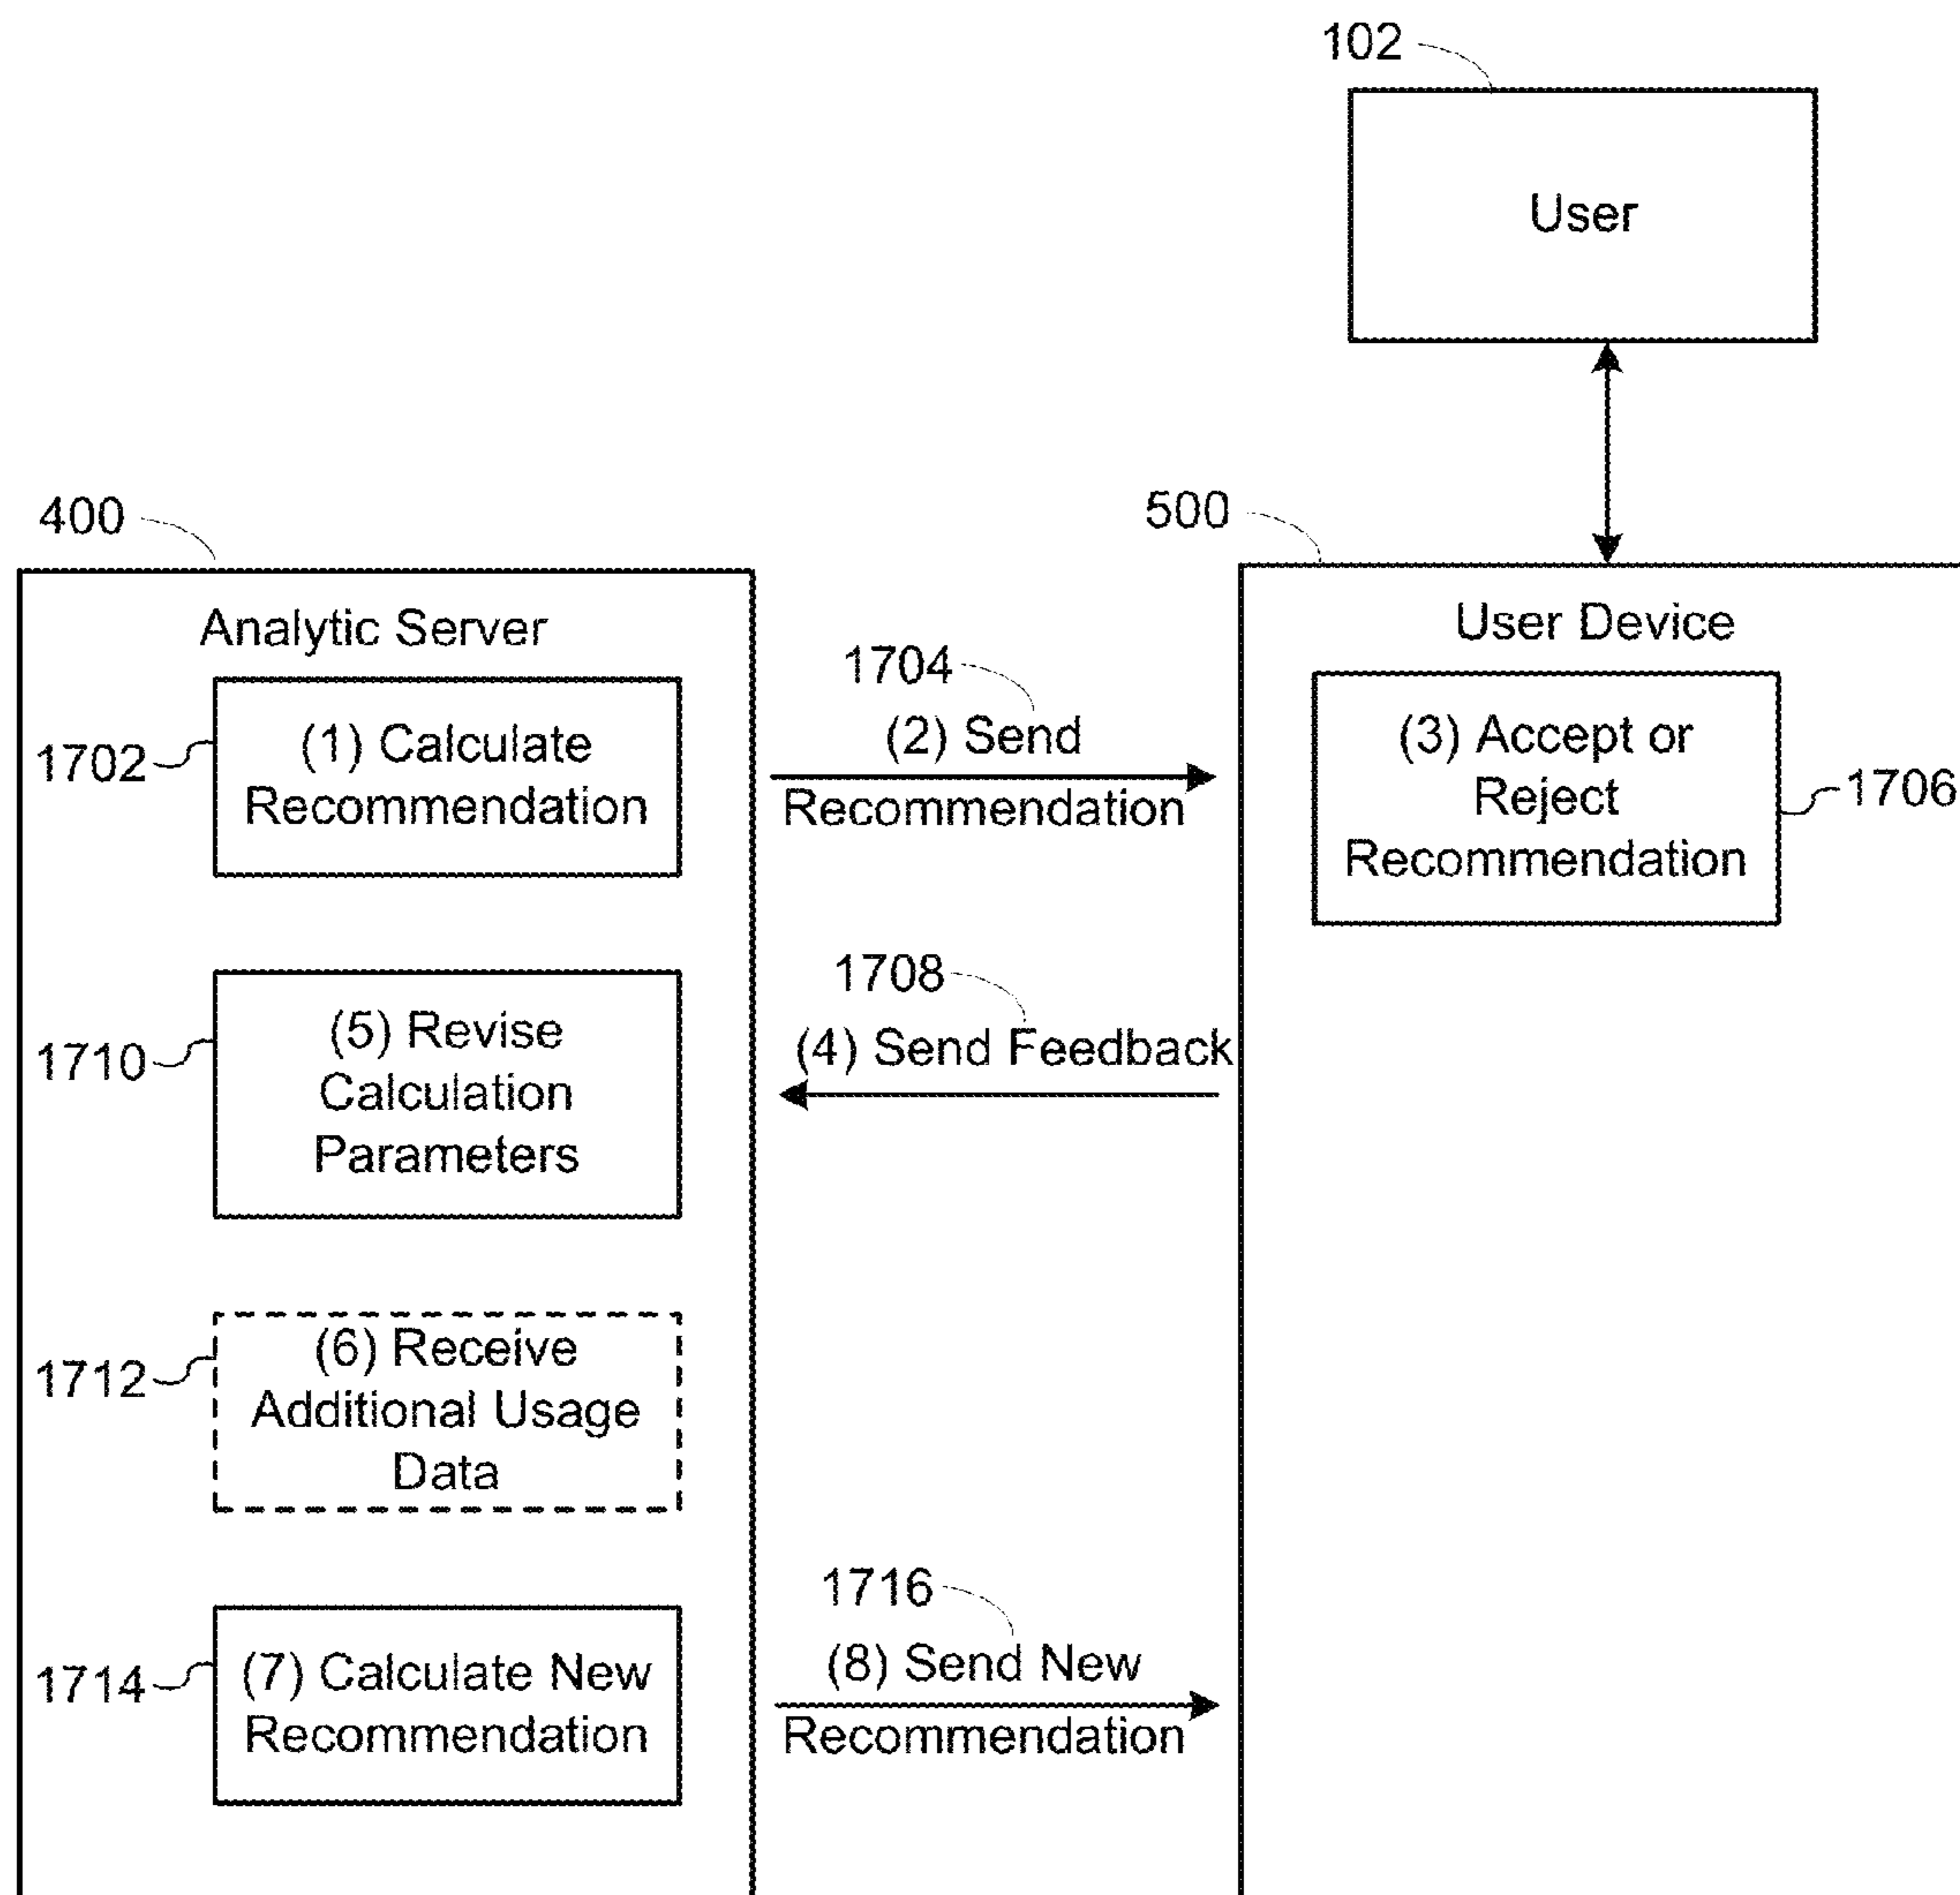 102
User
400
500
Analytic Server
User Device
1702
(1) Calculate
Recommendation
1704
(2) Send
Recommendation
(3) Accept or
Reject
Recommendation
1706
1708
(4) Send Feedback
1710
(5) Revise
Calculation
Parameters
1712
(6) Receive
Additional Usage
Data
1714
(7) Calculate New
Recommendation
1716
(8) Send New
Recommendation